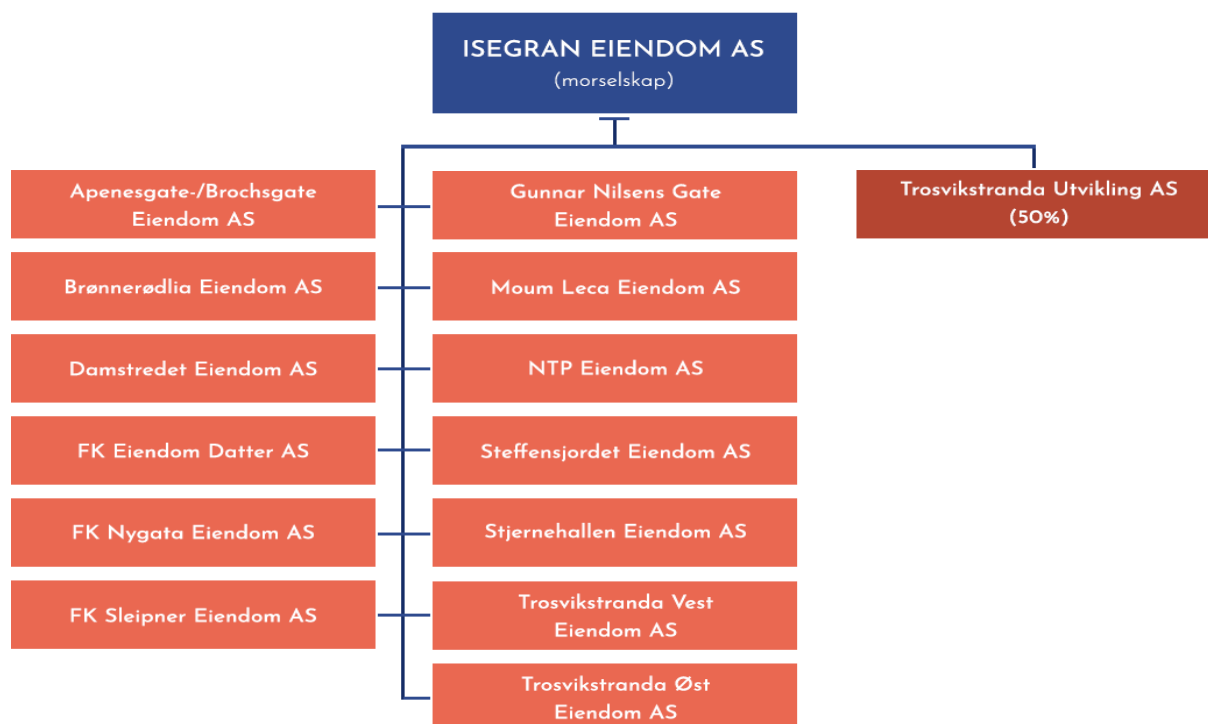 ISEGRAN EIENDOM AS
(morselskap)
Apenesgate-/Brochsgate
Eiendom AS
Brønnerødlia Eiendom AS
Damstredet Eiendom AS
FK Eiendom Datter AS
FK Nygata Eiendom AS
FK Sleipner Eiendom AS
Gunnar Nilsens Gate
Eiendom AS
Moum Leca Eiendom AS
NTP Eiendom AS
Steffensjordet Eiendom AS
Stjernehallen Eiendom AS
Trosvikstranda Vest
Eiendom AS
Trosvikstranda Øst
Eiendom AS
Trosvikstranda Utvikling AS
(50%)